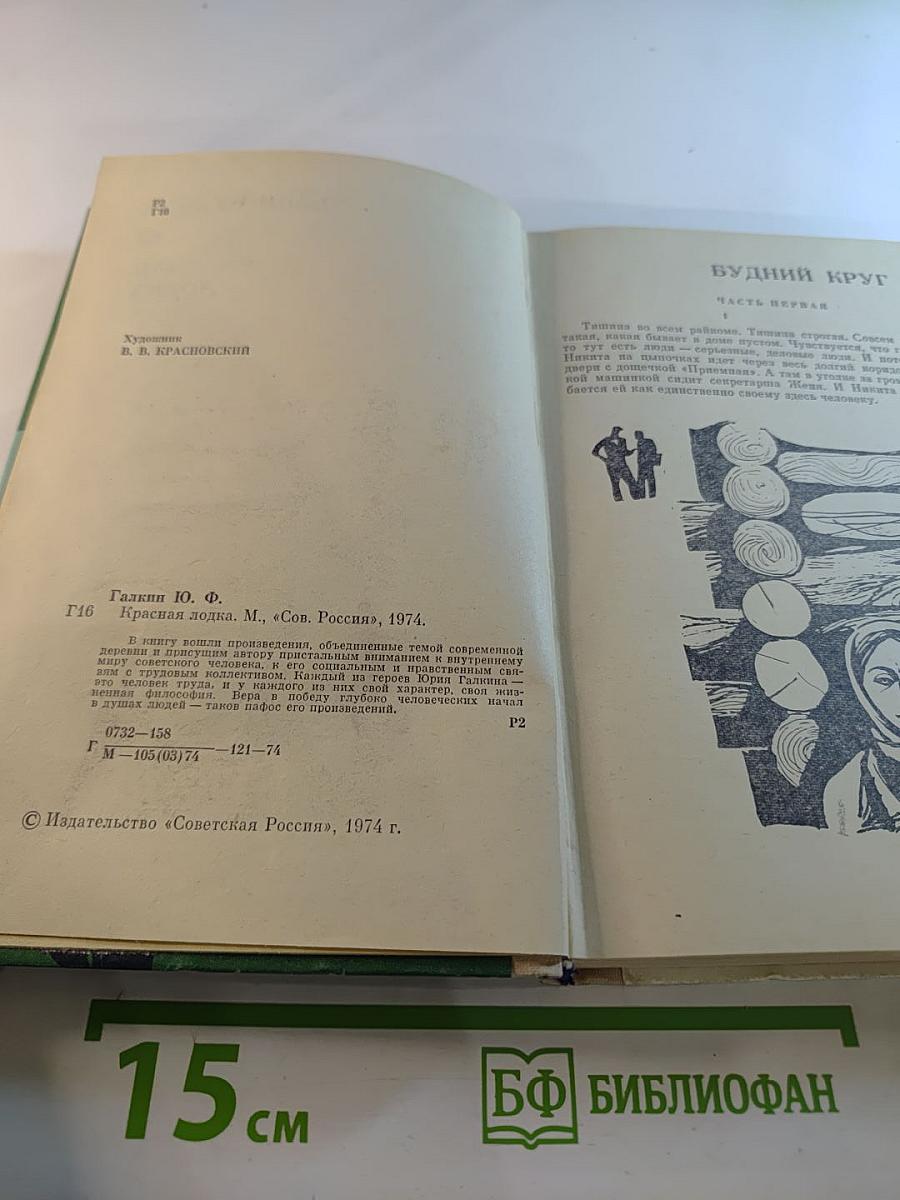 Р2
Г16
Художник
В. В. КРАСНОВСКИЙ
Галкин Ю. Ф.
Г16 Красная лодка. М., «Сов. Россия», 1974.
В книгу вошли произведения, объединенные темой современной
деревни и присущим автору пристальным вниманием к внутреннему
миру советского человека, к его социальным и нравственным свя-
зям с трудовым коллективом. Каждый из героев Юрия Галкина —
это человек труда, и у каждого из них свой характер, своя жиз-
ненная философия. Вера в победу глубоко человеческих начал
в душах людей — таков пафос его произведений.
Р2
Г 0732—158
М —105(03)74 —121—74
© Издательство «Советская Россия», 1974 г.
БУДНИЙ КРУГ
ЧАСТЬ ПЕРВАЯ
1
Тишина во всем райкоме. Тишина строгая. Совсем
такая, какая бывает в доме пустом. Чувствуется, что
то тут есть люди — серьезные, деловые люди. И
Никита на цыпочках идет через весь долгий
двери с дощечкой «Приемная». А там в уголке за
кой машинкой сидит секретарша Женя. И Никита
бается ей как единственно своему здесь человеку.
15 см
БФ БИБЛИОФАН